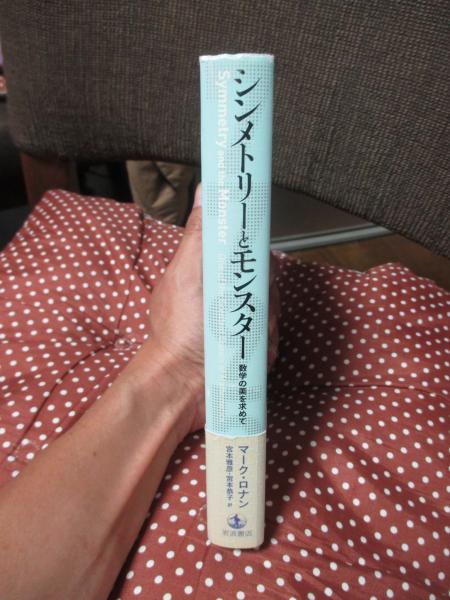 シンメトリーとモンスター
Symmetry and the Monster
数学の美を求めて
マーク・ロナン
宮本雅彦・宮本恭子 訳
岩波書店